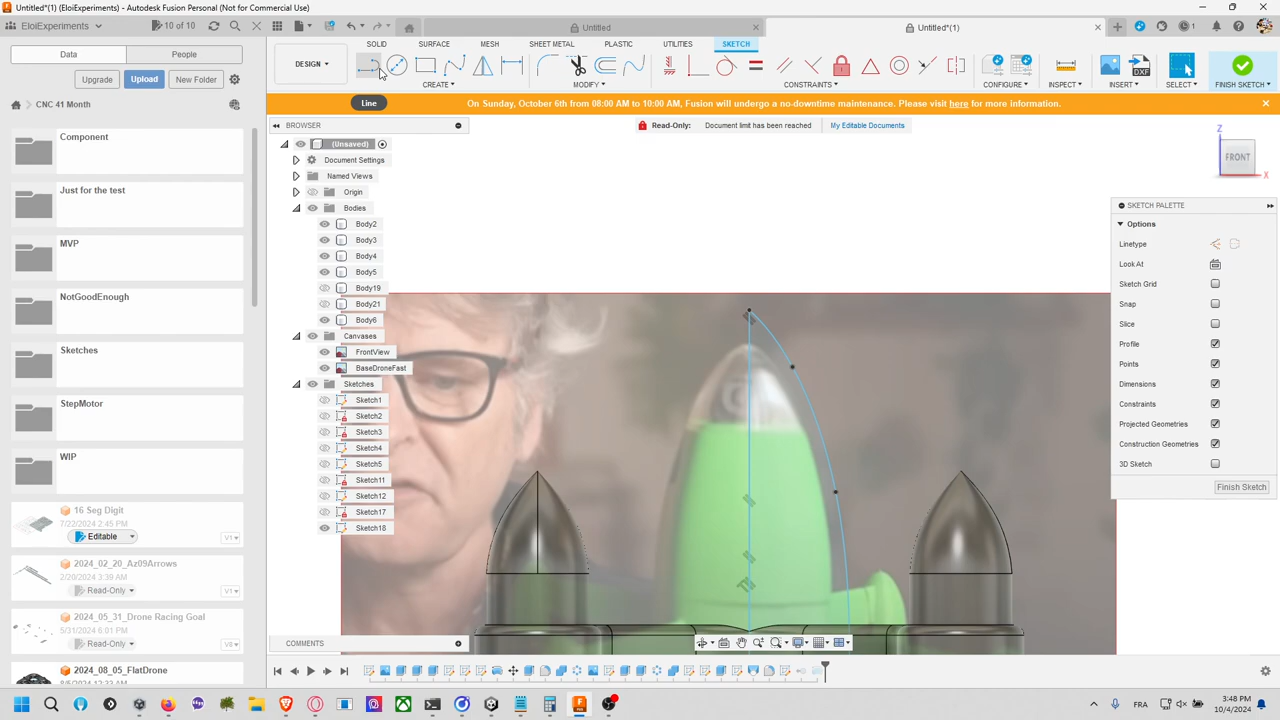 Untitled*(1) - Autodesk Fusion Personal (Not for Commercial Use)
EloiExperiments
10 of 10
Untitled
Untitled*(1)
1
Data
People
DESIGN
SOLID
SURFACE
MESH
SHEET METAL
PLASTIC
UTILITIES
SKETCH
CREATE
MODIFY
CONSTRAINTS
CONFIGURE
INSPECT
INSERT
SELECT
FINISH SKETCH
Upgrade
Upload
New Folder
Line
On Sunday, October 6th from 08:00 AM to 10:00 AM, Fusion will undergo a no-downtime maintenance. Please visit here for more information.
CNC 41 Month
BROWSER
Read-Only: Document limit has been reached
My Editable Documents
Component
Just for the test
MVP
NotGoodEnough
Sketches
StepMotor
WIP
16 Seg Digit
7/22/2024 2:45 PM
Editable
V1
2024_02_20_Az09Arrows
2/20/2024 1:39 AM
Read-Only
V1
2024_05_31_Drone Racing Goal
5/31/2024 6:01 PM
Read-Only
V6
2024_08_05_FlatDrone
(Unsaved)
Document Settings
Named Views
Origin
Bodies
Body2
Body3
Body4
Body5
Body19
Body21
Body6
Canvases
FrontView
BaseDroneFast
Sketches
Sketch1
Sketch2
Sketch3
Sketch4
Sketch5
Sketch11
Sketch12
Sketch17
Sketch18
Z
FRONT
X
SKETCH PALETTE
Options
Linetype
Look At
Sketch Grid
Snap
Slice
Profile
Points
Dimensions
Constraints
Projected Geometries
Construction Geometries
3D Sketch
Finish Sketch
COMMENTS
FRA
3:48 PM
10/4/2024